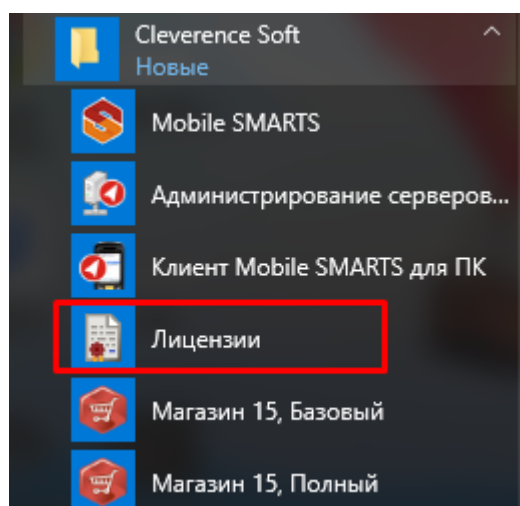 Cleverence Soft
Новые
Mobile SMARTS
Администрирование серверов...
Клиент Mobile SMARTS для ПК
Лицензии
Магазин 15, Базовый
Магазин 15, Полный